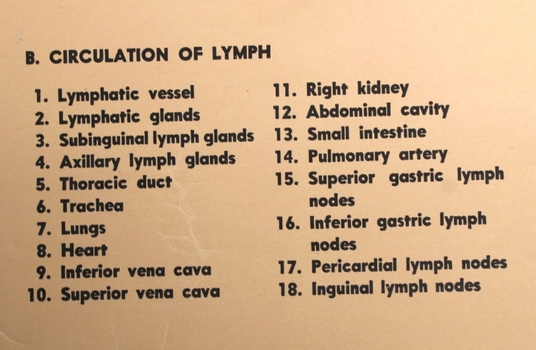 B. CIRCULATION OF LYMPH
1. Lymphatic vessel
2. Lymphatic glands
3. Subinguinal lymph glands
4. Axillary lymph glands
5. Thoracic duct
6. Trachea
7. Lungs
8. Heart
9. Inferior vena cava
10. Superior vena cava
11. Right kidney
12. Abdominal cavity
13. Small intestine
14. Pulmonary artery
15. Superior gastric lymph
nodes
16. Inferior gastric lymph
nodes
17. Pericardial lymph nodes
18. Inguinal lymph nodes